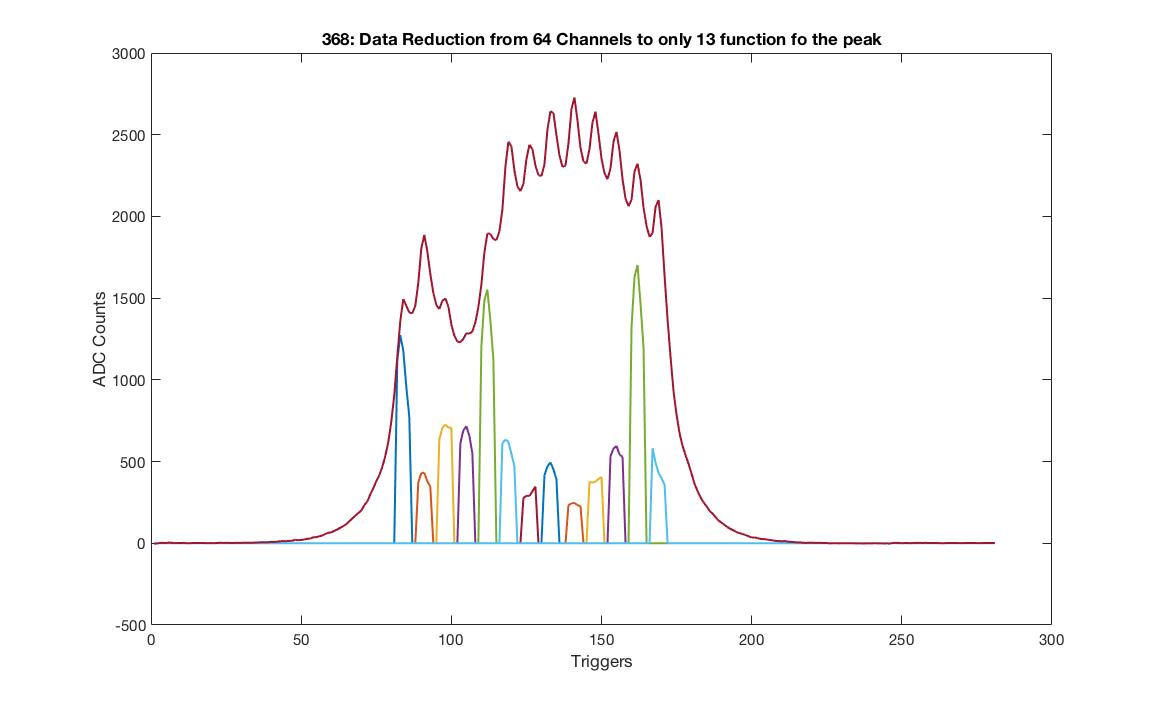 368: Data Reduction from 64 Channels to only 13 function fo the peak
3000
2500
2000
1500
1000
500
0
-500
ADC Counts
0 50 100 150 200 250 300
Triggers